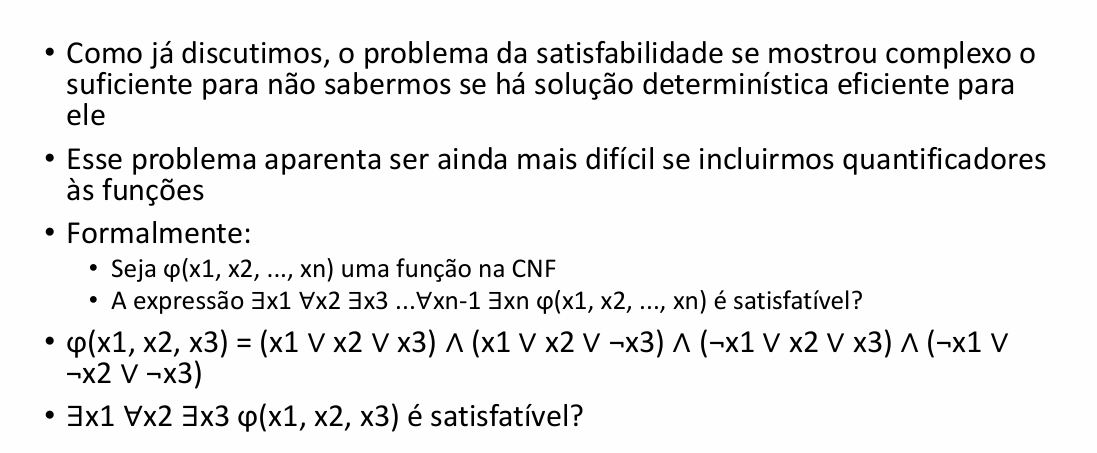 • Como já discutimos, o problema da satisfabilidade se mostrou complexo o
suficiente para não sabermos se há solução determinística eficiente para
ele
• Esse problema aparenta ser ainda mais difícil se incluirmos quantificadores
às funções
• Formalmente:
• Seja φ(x1, x2, ..., xn) uma função na CNF
• A expressão ∃x1 ∀x2 ∃x3 ...∀xn-1 ∃xn φ(x1, x2, ..., xn) é satisfatível?
• φ(x1, x2, x3) = (x1 ∨ x2 ∨ x3) ∧ (x1 ∨ x2 ∨ ¬x3) ∧ (¬x1 ∨ x2 ∨ x3) ∧ (¬x1 ∨
¬x2 ∨ ¬x3)
• ∃x1 ∀x2 ∃x3 φ(x1, x2, x3) é satisfatível?